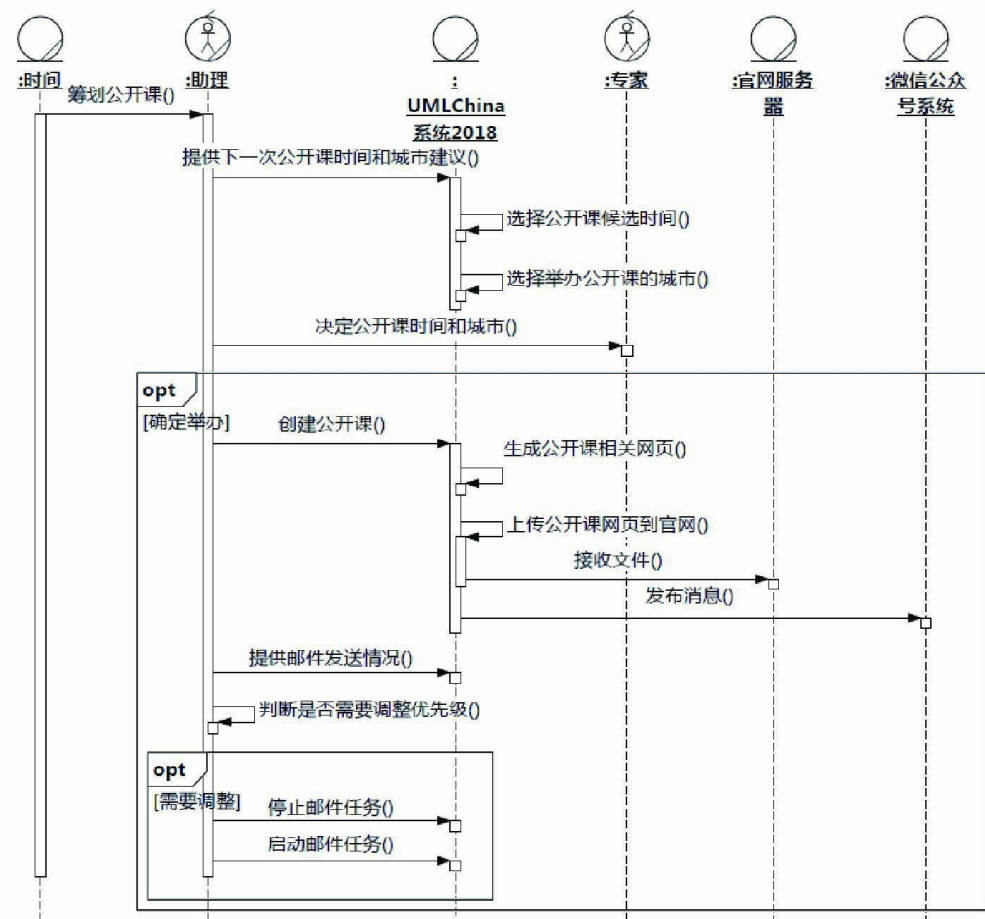 :时间
:助理
:
UMLChina
系统2018
:专家
:官网服务
器
:微信公众
号系统
筹划公开课()
提供下一次公开课时间和城市建议()
选择公开课候选时间()
选择举办公开课的城市()
决定公开课时间和城市()
opt
[确定举办]
创建公开课()
生成公开课相关网页()
上传公开课网页到官网()
接收文件()
发布消息()
提供邮件发送情况()
判断是否需要调整优先级()
opt
[需要调整]
停止邮件任务()
启动邮件任务()